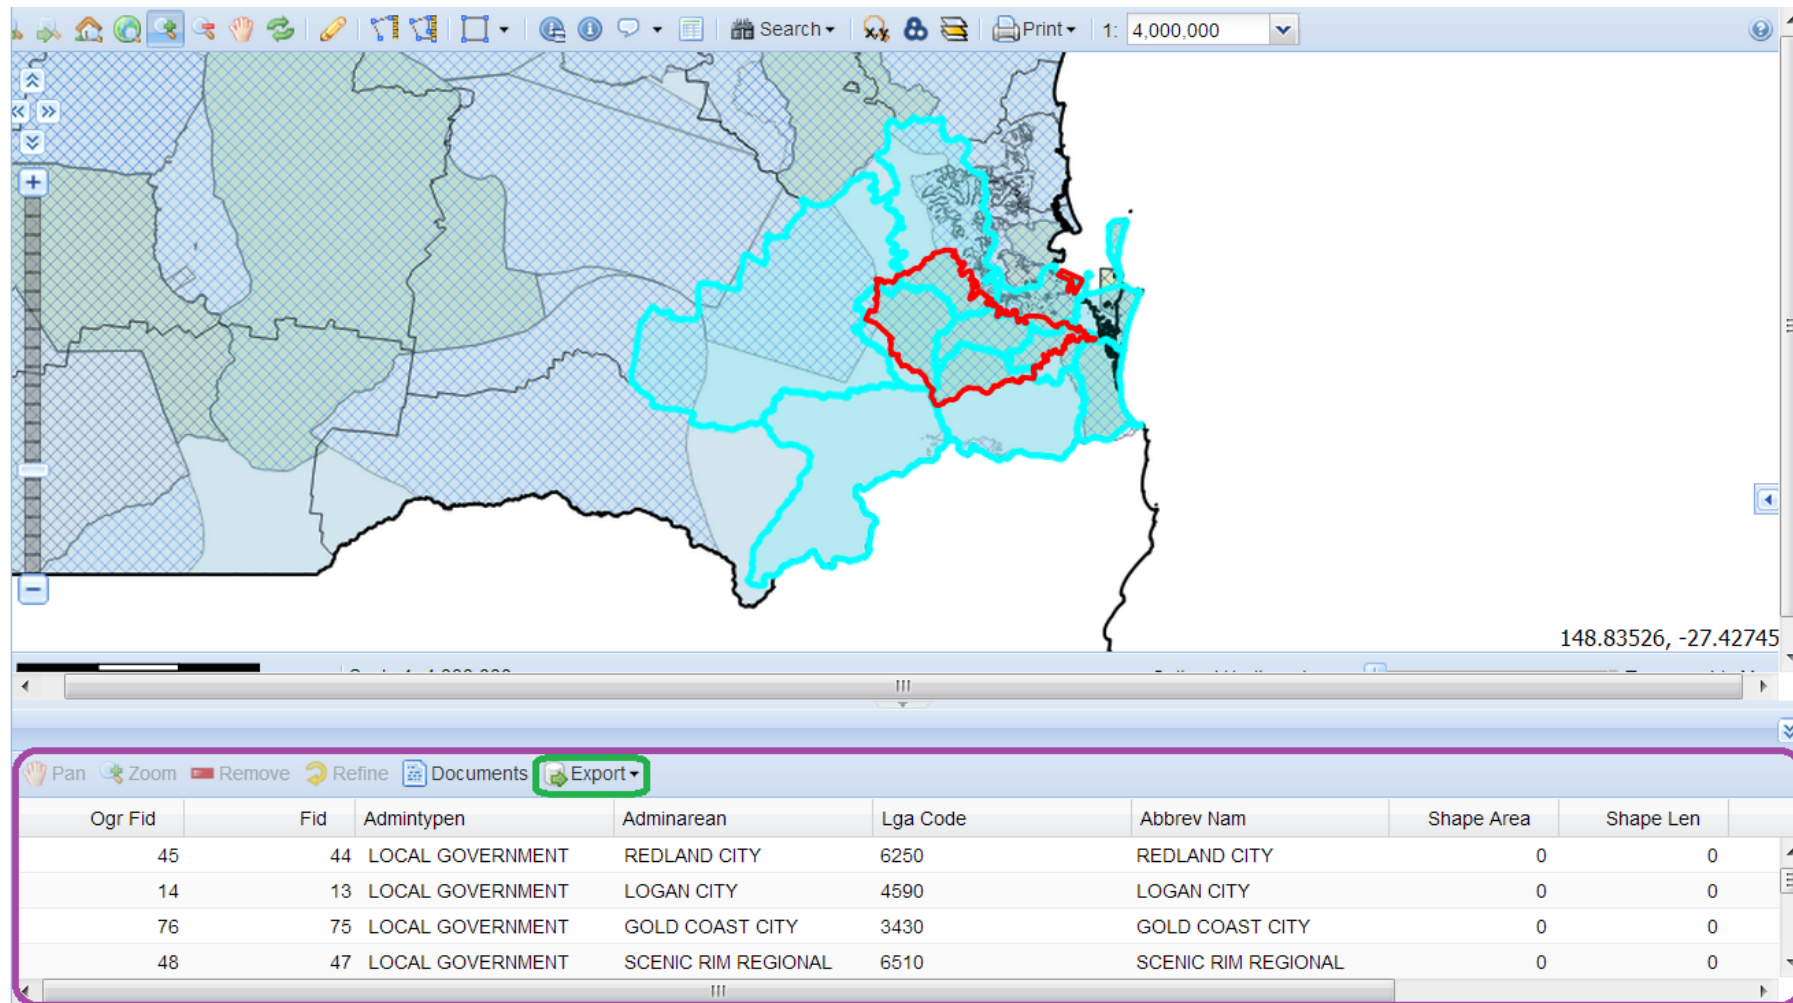 Search Print 1: 4,000,000
148.83526, -27.42745
Pan Zoom Remove Refine Documents Export
Ogr Fid Fid Admintypen Adminarean Lga Code Abbrev Nam Shape Area Shape Len
45 44 LOCAL GOVERNMENT REDLAND CITY 6250 REDLAND CITY 0 0
14 13 LOCAL GOVERNMENT LOGAN CITY 4590 LOGAN CITY 0 0
76 75 LOCAL GOVERNMENT GOLD COAST CITY 3430 GOLD COAST CITY 0 0
48 47 LOCAL GOVERNMENT SCENIC RIM REGIONAL 6510 SCENIC RIM REGIONAL 0 0